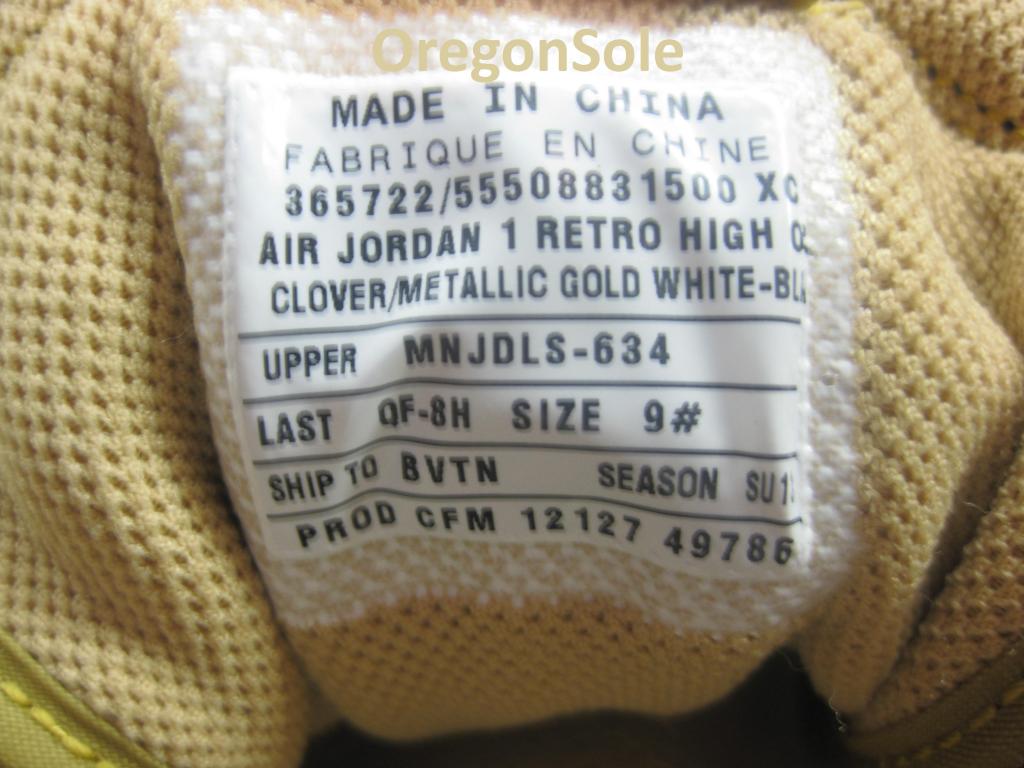 OregonSole
MADE IN CHINA
FABRIQUE EN CHINE
365722/55508831500 XC
AIR JORDAN 1 RETRO HIGH
CLOVER/METALLIC GOLD WHITE-BL
UPPER MNJDLS-634
LAST QF-8H SIZE 9#
SHIP TO BVTN SEASON SU1
PROD CFM 12127 49786